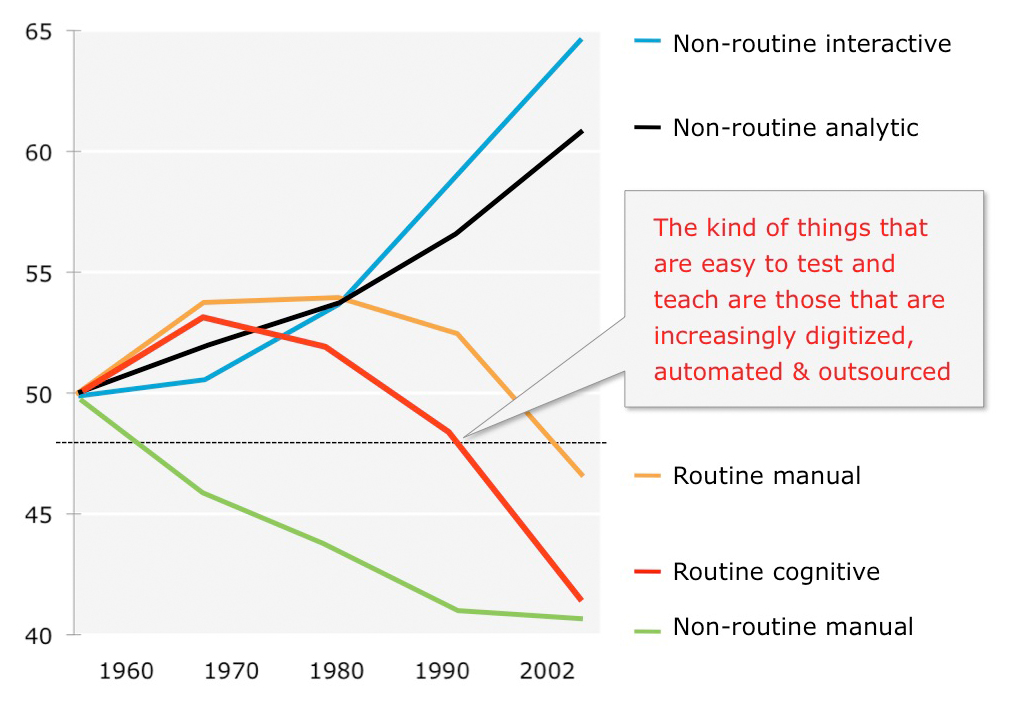 65
60
55
50
45
40
1960 1970 1980 1990 2002
Non-routine interactive
Non-routine analytic
The kind of things that
are easy to test and
teach are those that are
increasingly digitized,
automated & outsourced
Routine manual
Routine cognitive
Non-routine manual